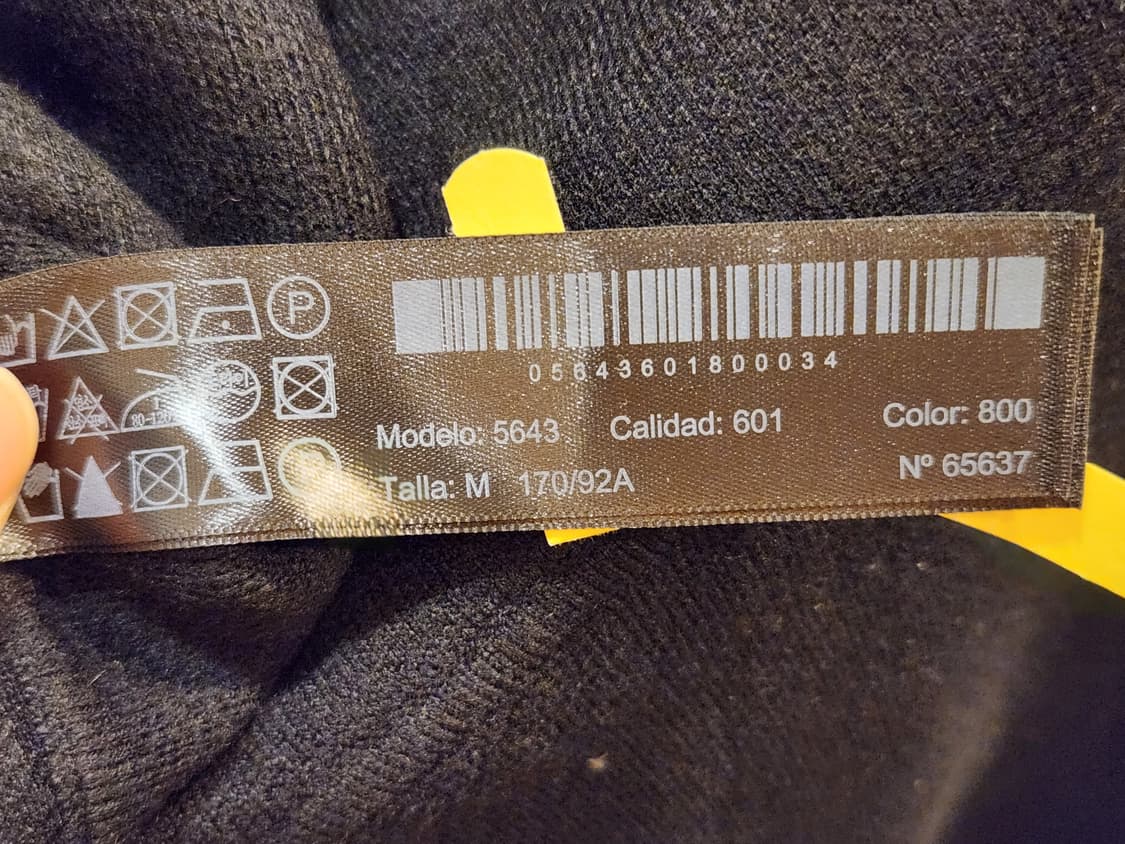 P
05643601800034
Modelo: 5643 Calidad: 601 Color: 800
Talla: M 170/92A Nº 65637